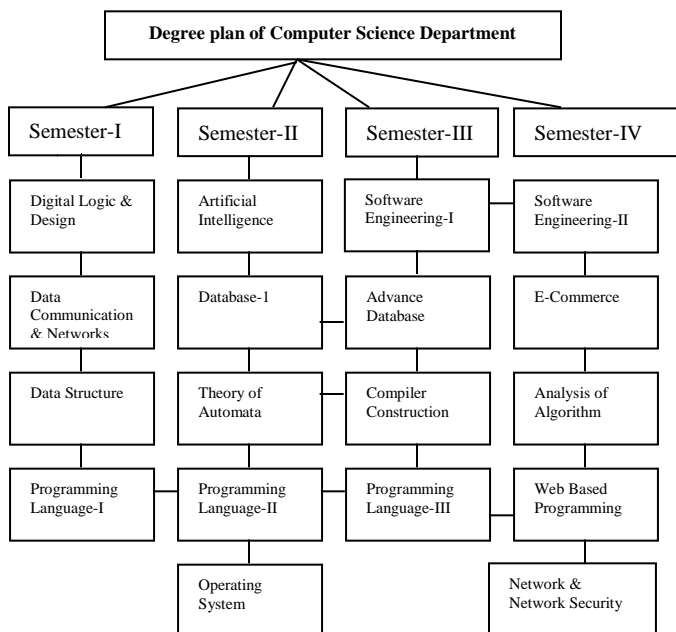 Degree plan of Computer Science Department
Semester-I
Semester-II
Semester-III
Semester-IV
Digital Logic &
Design
Artificial
Intelligence
Software
Engineering-I
Software
Engineering-II
Data
Communication
& Networks
Database-1
Advance
Database
E-Commerce
Data Structure
Theory of
Automata
Compiler
Construction
Analysis of
Algorithm
Programming
Language-I
Programming
Language-II
Programming
Language-III
Web Based
Programming
Operating
System
Network &
Network Security